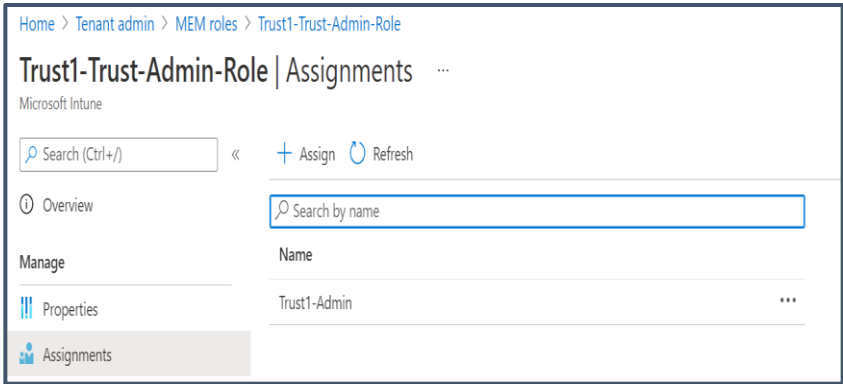 Home > Tenant admin > MEM roles > Trust1-Trust-Admin-Role
Trust1-Trust-Admin-Role | Assignments ...
Microsoft Intune
Search (Ctrl+/) «
+ Assign Refresh
Overview
Search by name
Manage
Name
Properties
Trust1-Admin ...
Assignments